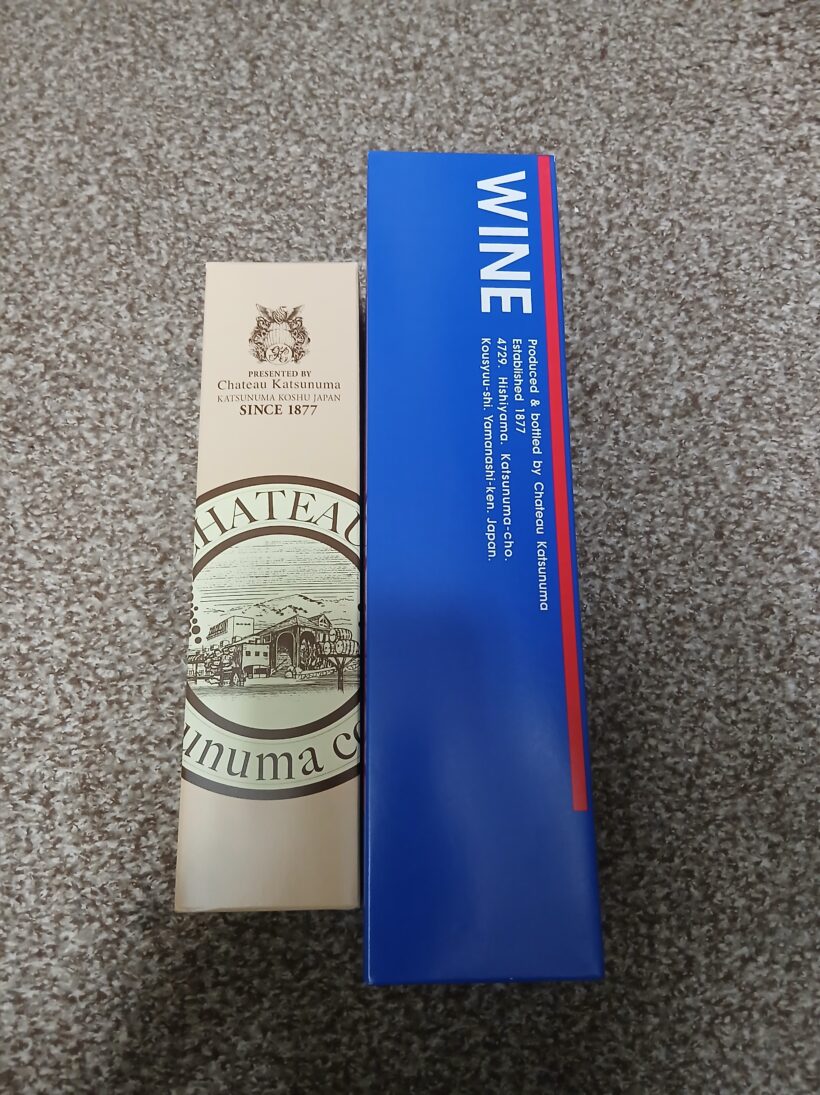 K
PRESENTED BY
Chateau Katsunuma
KATSUNUMA KOSHU JAPAN
SINCE 1877
CHATEAU
unuma co
WINE
Produced & bottled by Chateau Katsunuma
Established 1877
4729. Hishiyama. Katsunuma-cho.
Kousyuu-shi. Yamanashi-ken. Japan.